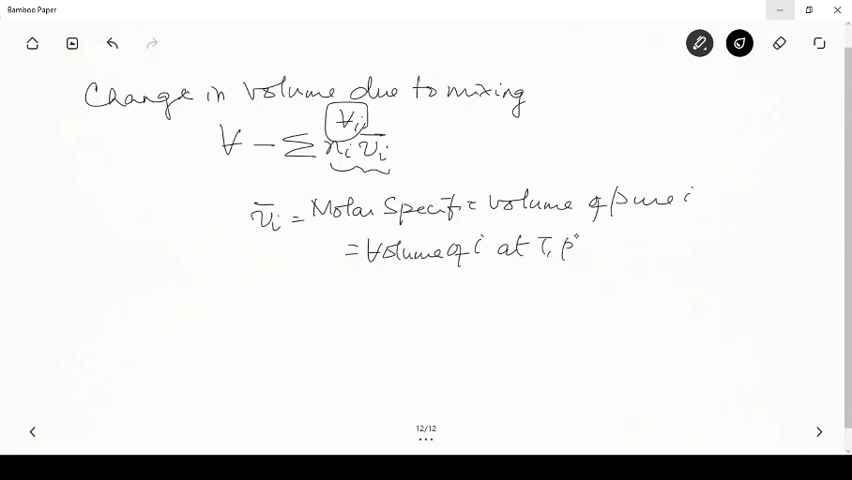 Bamboo Paper
Change in Volume due to mixing
V̶ᵢ
V̶ − Σ nᵢ v̄ᵢ
v̄ᵢ = Molar Specific Volume of pure i
= Volume of i at T, p
12/12